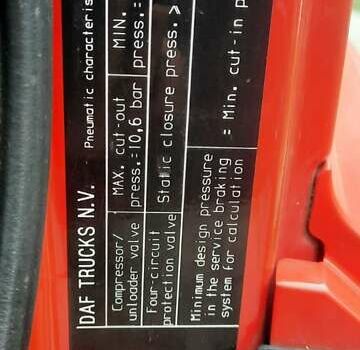 DAF TRUCKS N.V.
Pneumatic characteris
Compressor/
unloader valve
MAX. cut-out
press.=10,6 bar
MIN.
press.=
Four-circuit
protection valve
Static closure press. >
Minimum design pressure
in the service braking
system for calculation
= Min. cut-in p